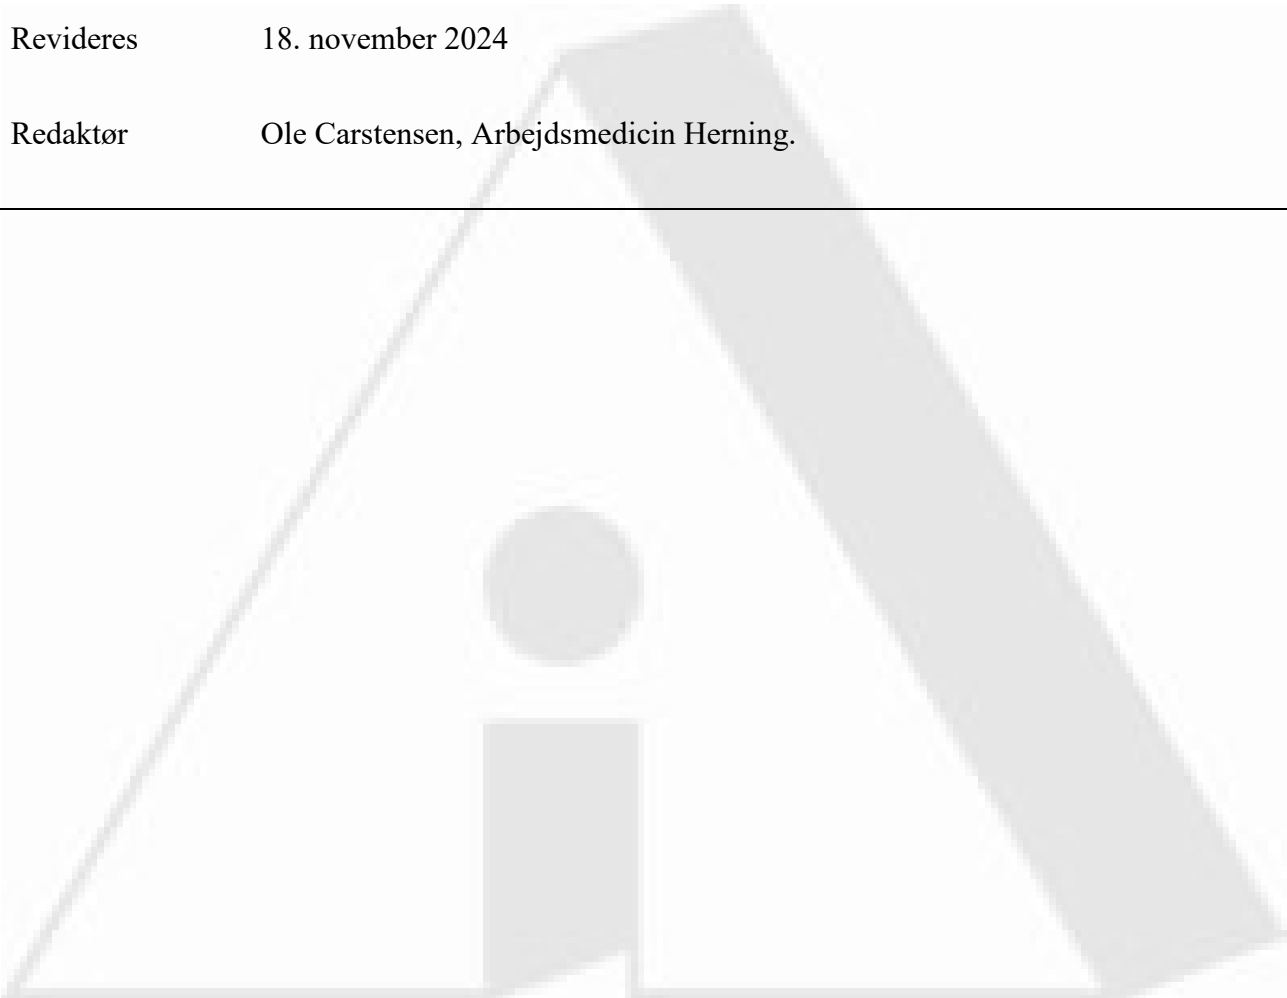 Revideres 18. november 2024
Redaktør Ole Carstensen, Arbejdsmedicin Herning.